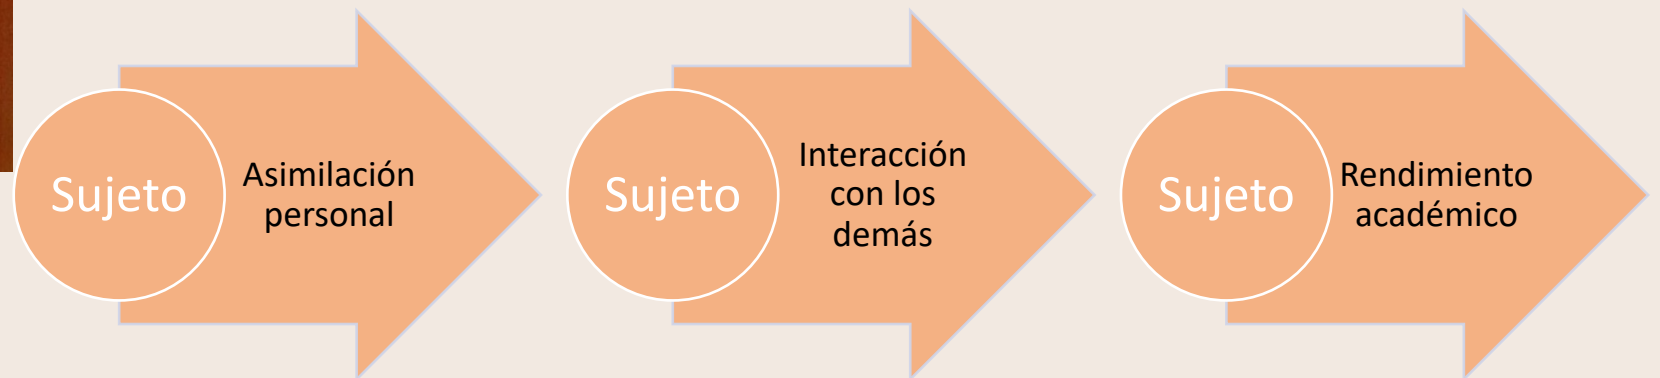 Sujeto
Asimilación
personal
Sujeto
Interacción
con los
demás
Sujeto
Rendimiento
académico